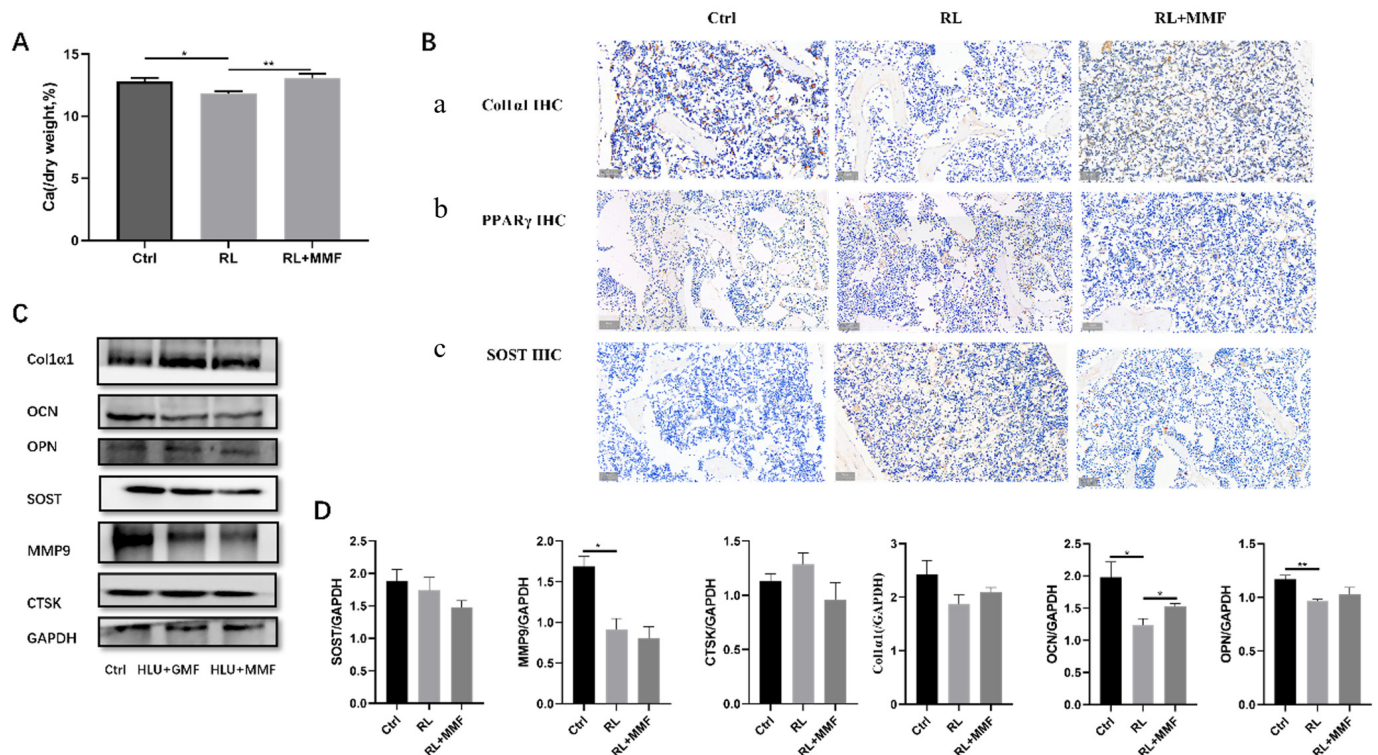 A
Ca(/dry weight,%)
15
10
5
0
*
**
Ctrl
RL
RL+MMF
B
Ctrl
RL
RL+MMF
a
Col1α1 IHC
b
PPARγ IHC
c
SOST IHC
C
Col1α1
OCN
OPN
SOST
MMP9
CTSK
GAPDH
Ctrl HLU+GMF HLU+MMF
D
SOST/GAPDH
2.5
2.0
1.5
1.0
0.5
0.0
Ctrl
RL
RL+MMF
MMP9/GAPDH
2.0
1.5
1.0
0.5
0.0
*
Ctrl
RL
RL+MMF
CTSK/GAPDH
1.5
1.0
0.5
0.0
Ctrl
RL
RL+MMF
Col1α1(/GAPDH)
3
2
1
0
Ctrl
RL
RL+MMF
OCN/GAPDH
2.5
2.0
1.5
1.0
0.5
0.0
*
*
Ctrl
RL
RL+MMF
OPN/GAPDH
1.5
1.0
0.5
0.0
**
Ctrl
RL
RL+MMF